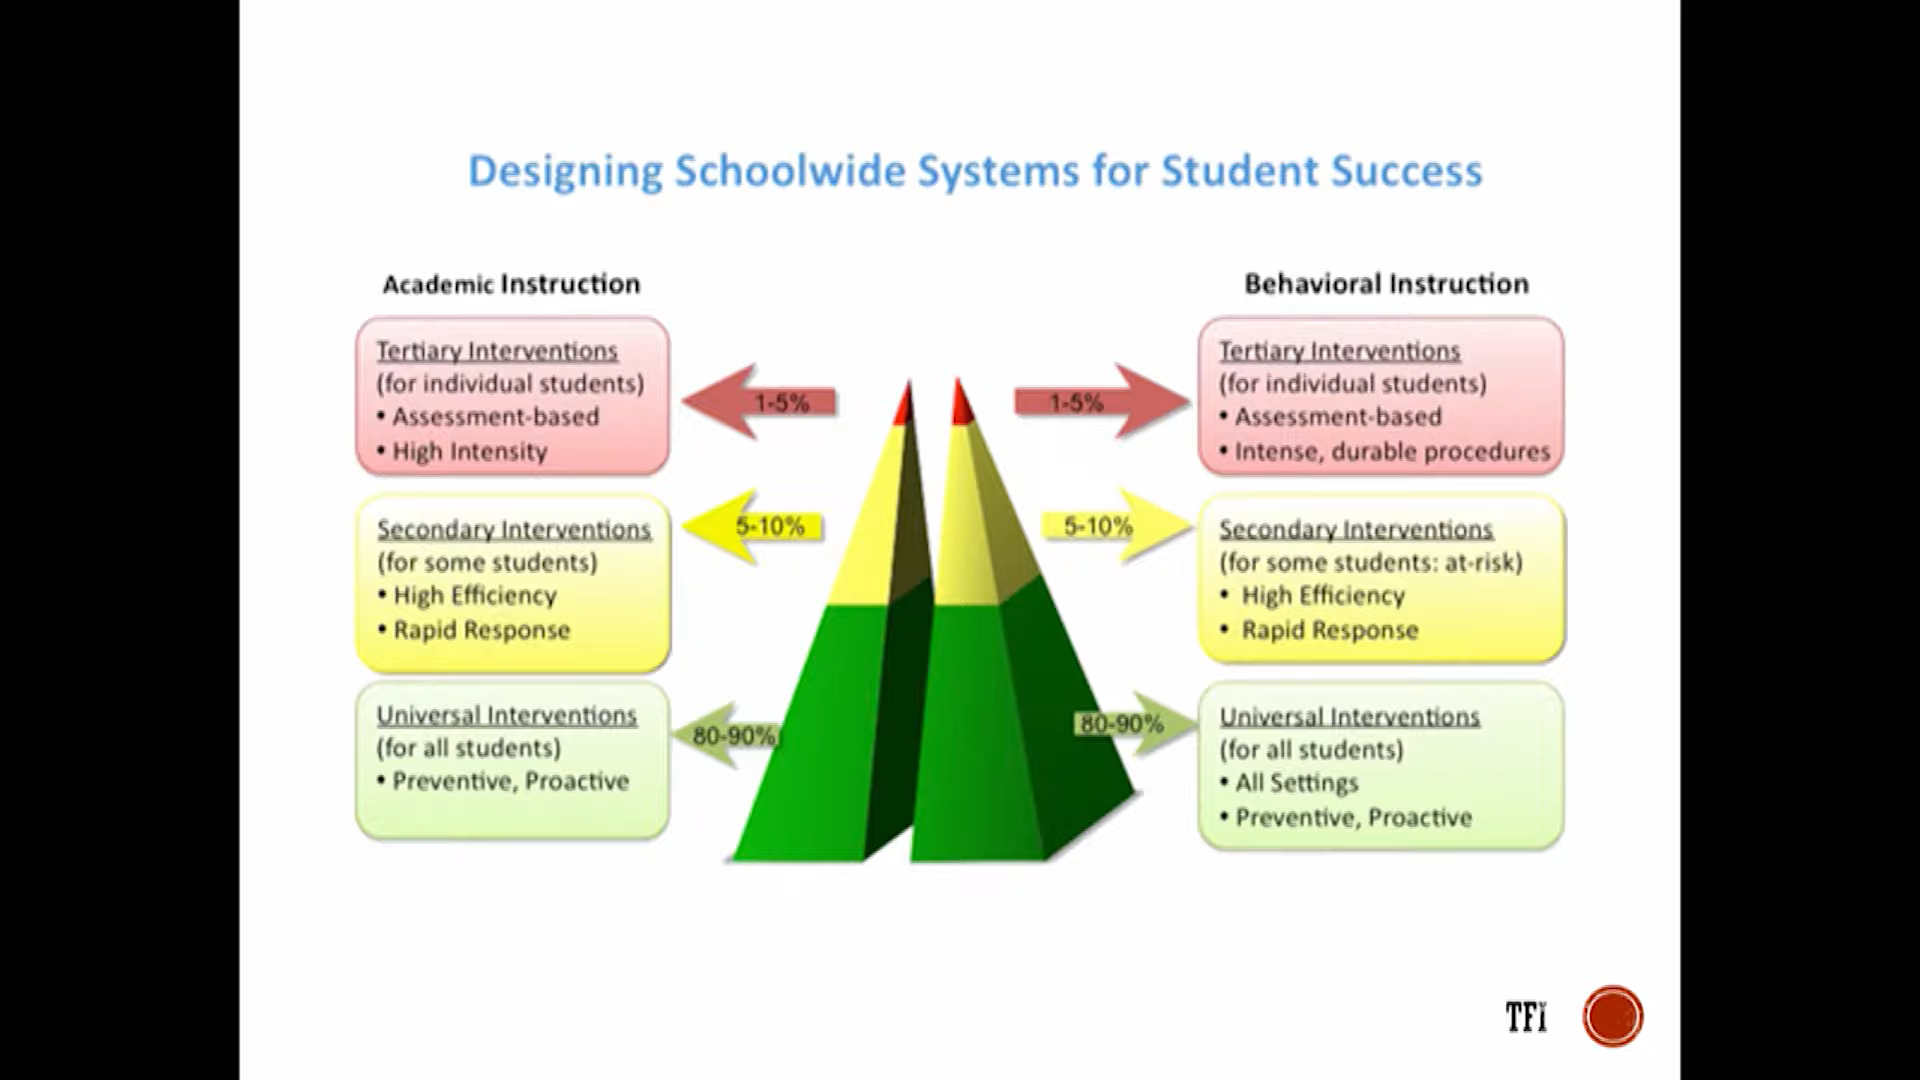 Designing Schoolwide Systems for Student Success
Academic Instruction
Tertiary Interventions
(for individual students)
• Assessment-based
• High Intensity
1-5%
Secondary Interventions
(for some students)
• High Efficiency
• Rapid Response
5-10%
Universal Interventions
(for all students)
• Preventive, Proactive
80-90%
Behavioral Instruction
1-5%
Tertiary Interventions
(for individual students)
• Assessment-based
• Intense, durable procedures
5-10%
Secondary Interventions
(for some students: at-risk)
• High Efficiency
• Rapid Response
80-90%
Universal Interventions
(for all students)
• All Settings
• Preventive, Proactive
TFI